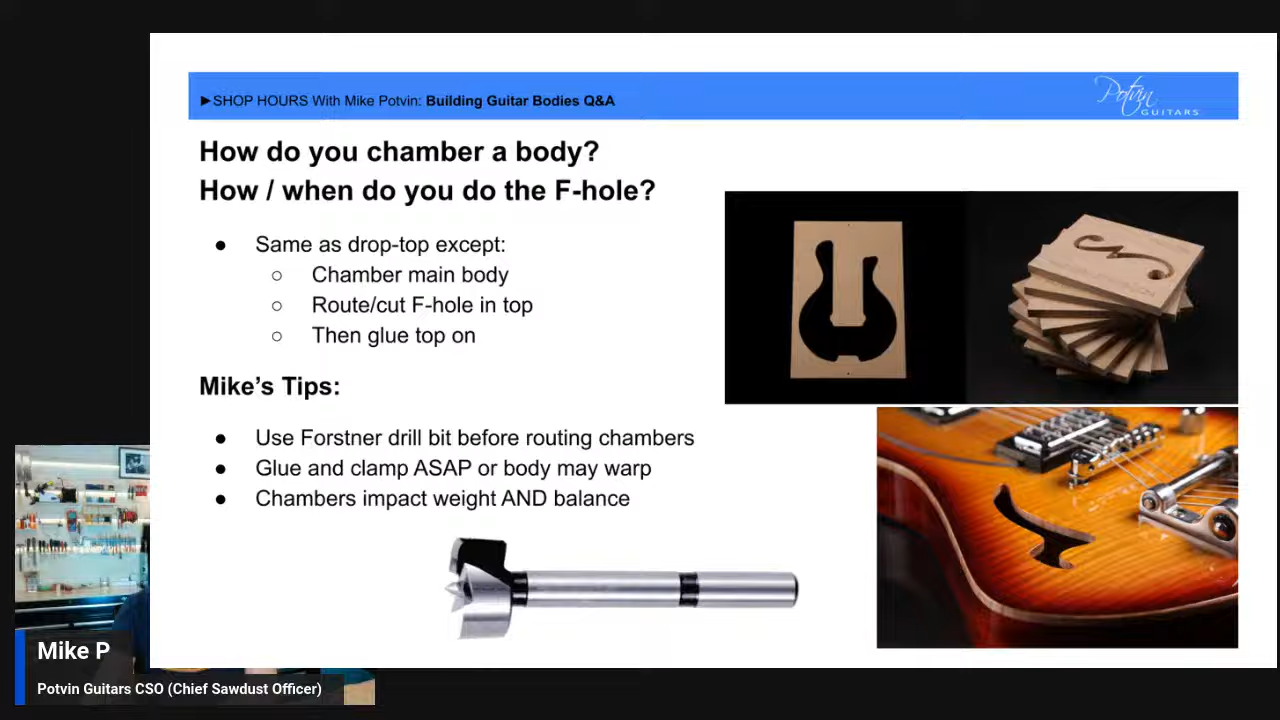 ►SHOP HOURS With Mike Potvin: Building Guitar Bodies Q&A
Potvin
GUITARS
How do you chamber a body?
How / when do you do the F-hole?
● Same as drop-top except:
○ Chamber main body
○ Route/cut F-hole in top
○ Then glue top on
Mike's Tips:
● Use Forstner drill bit before routing chambers
● Glue and clamp ASAP or body may warp
● Chambers impact weight AND balance
Mike P
Potvin Guitars CSO (Chief Sawdust Officer)